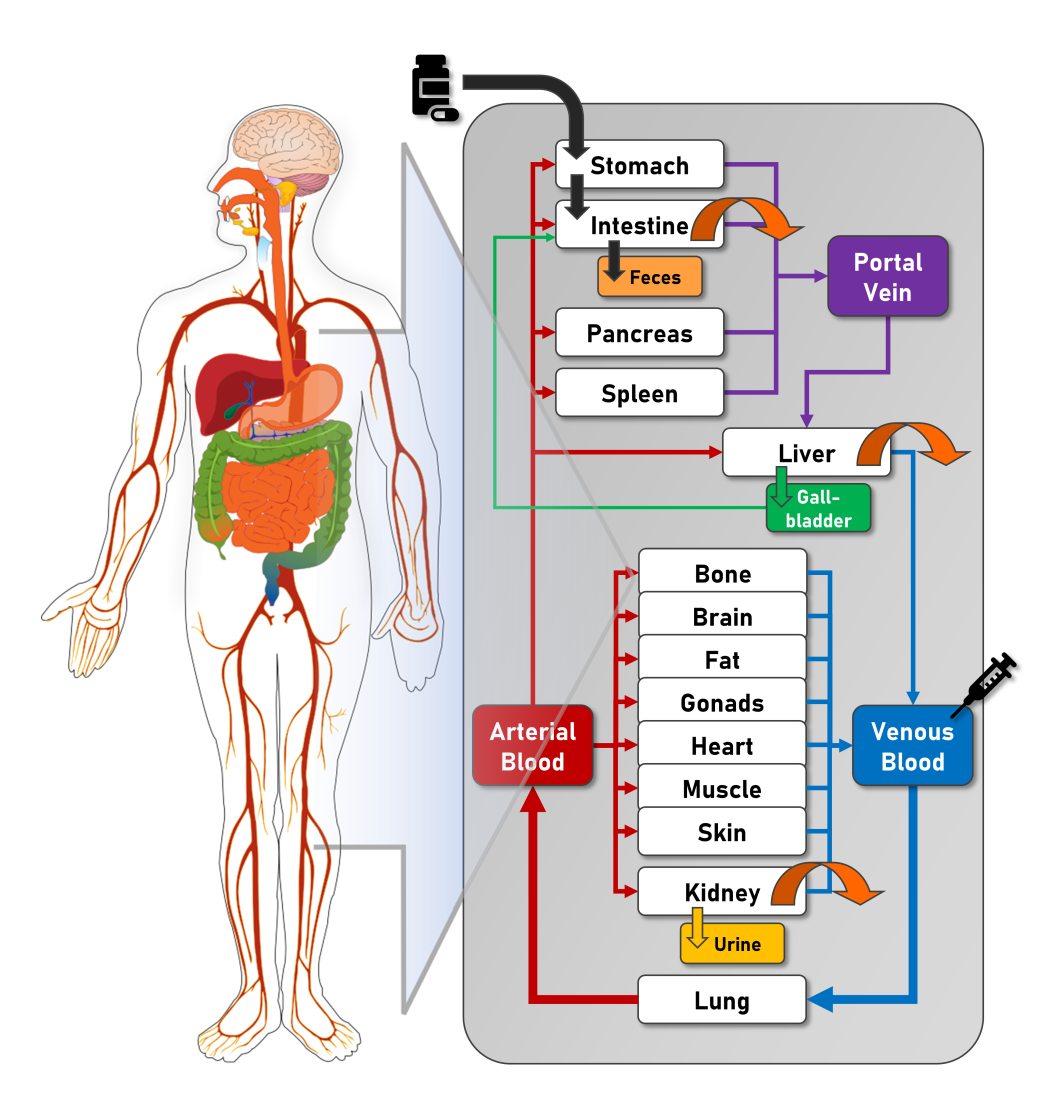 Stomach
Intestine
Feces
Portal
Vein
Pancreas
Spleen
Liver
Gall-
bladder
Bone
Brain
Fat
Gonads
Arterial
Blood
Heart
Venous
Blood
Muscle
Skin
Kidney
Urine
Lung